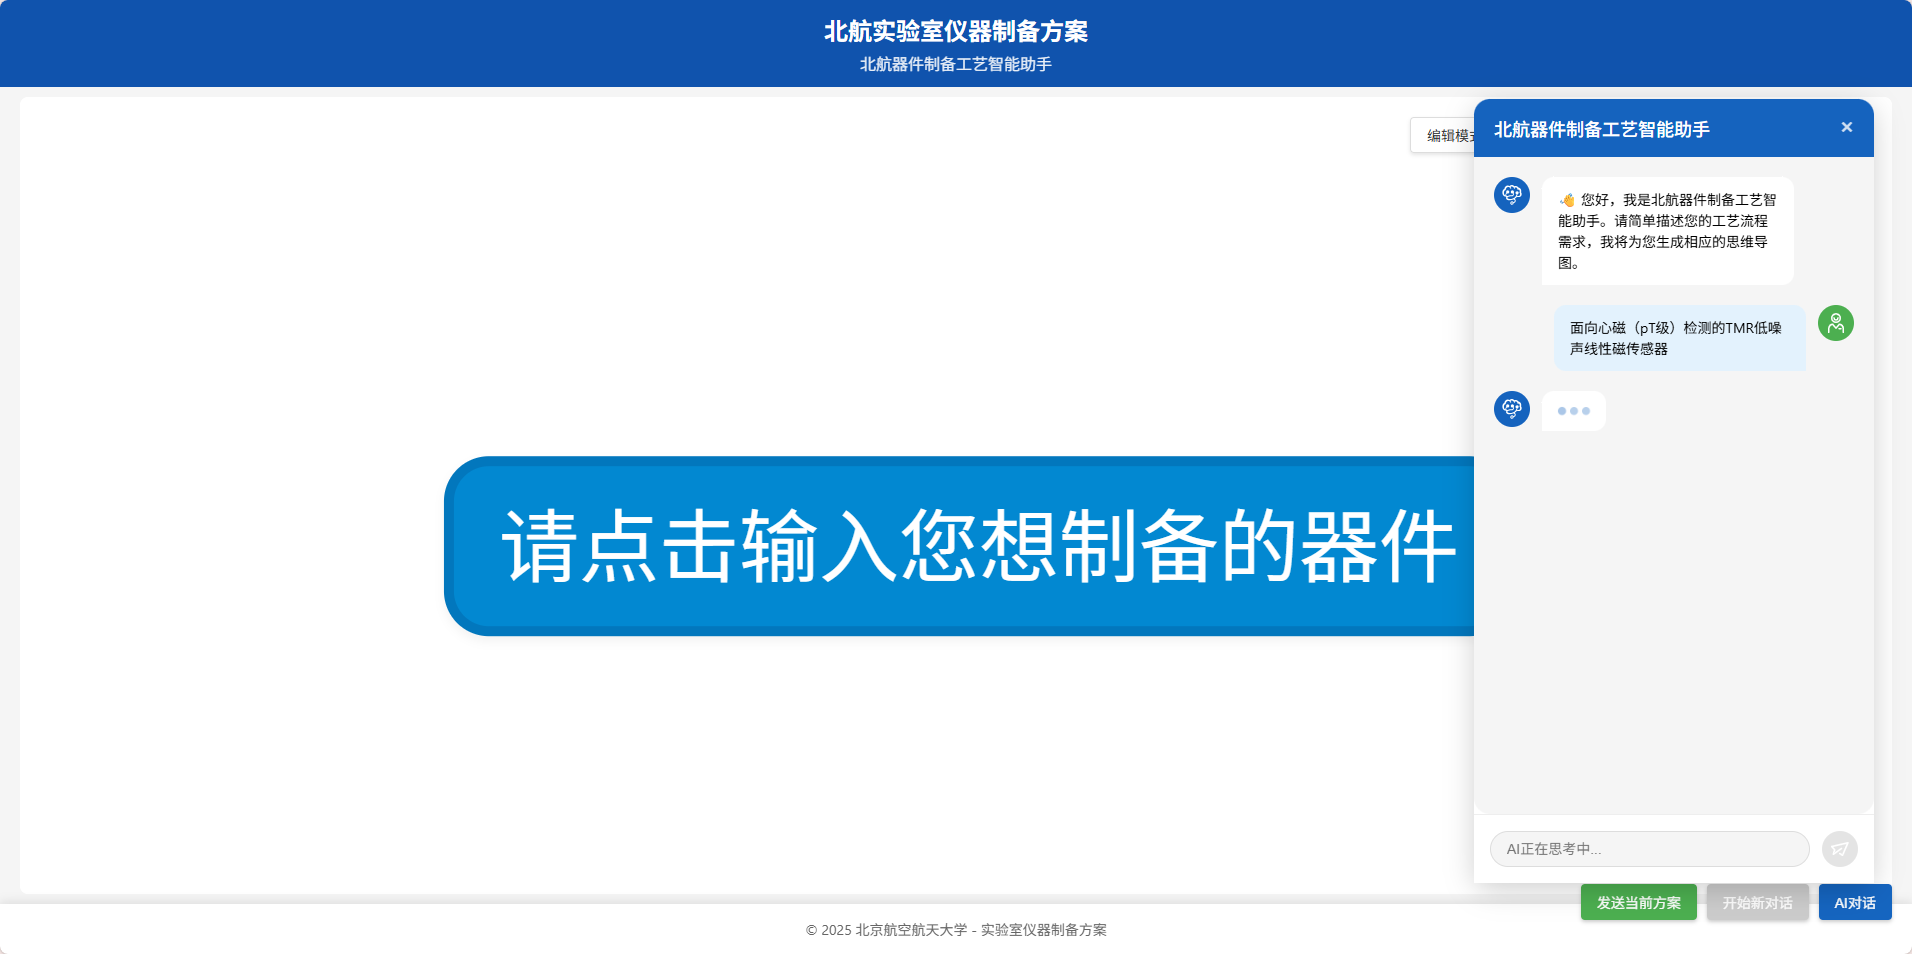 北航实验室仪器制备方案
北航器件制备工艺智能助手
编辑模
北航器件制备工艺智能助手
×
👋 您好，我是北航器件制备工艺智
能助手。请简单描述您的工艺流程
需求，我将为您生成相应的思维导
图。
面向心磁（pT级）检测的TMR低噪
声线性磁传感器
请点击输入您想制备的器件
AI正在思考中...
发送当前方案
开始新对话
AI对话
© 2025 北京航空航天大学 - 实验室仪器制备方案